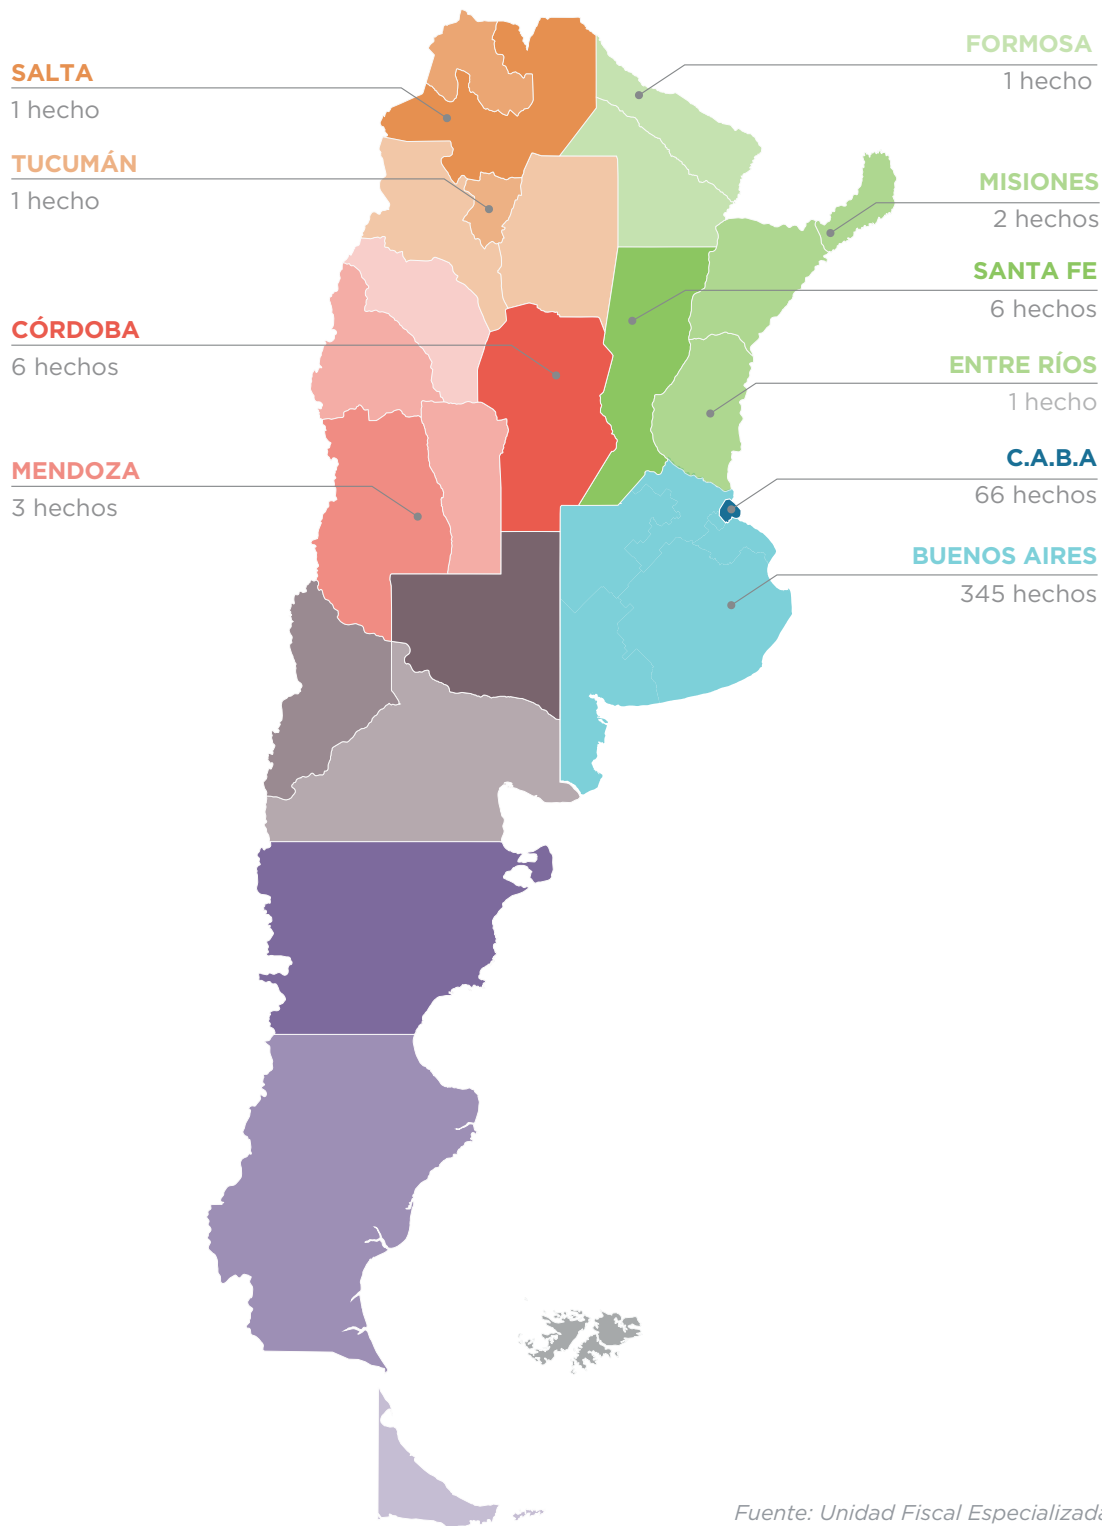 SALTA
1 hecho
TUCUMÁN
1 hecho
CÓRDOBA
6 hechos
MENDOZA
3 hechos
FORMOSA
1 hecho
MISIONES
2 hechos
SANTA FE
6 hechos
ENTRE RÍOS
1 hecho
C.A.B.A
66 hechos
BUENOS AIRES
345 hechos
Fuente: Unidad Fiscal Especializada